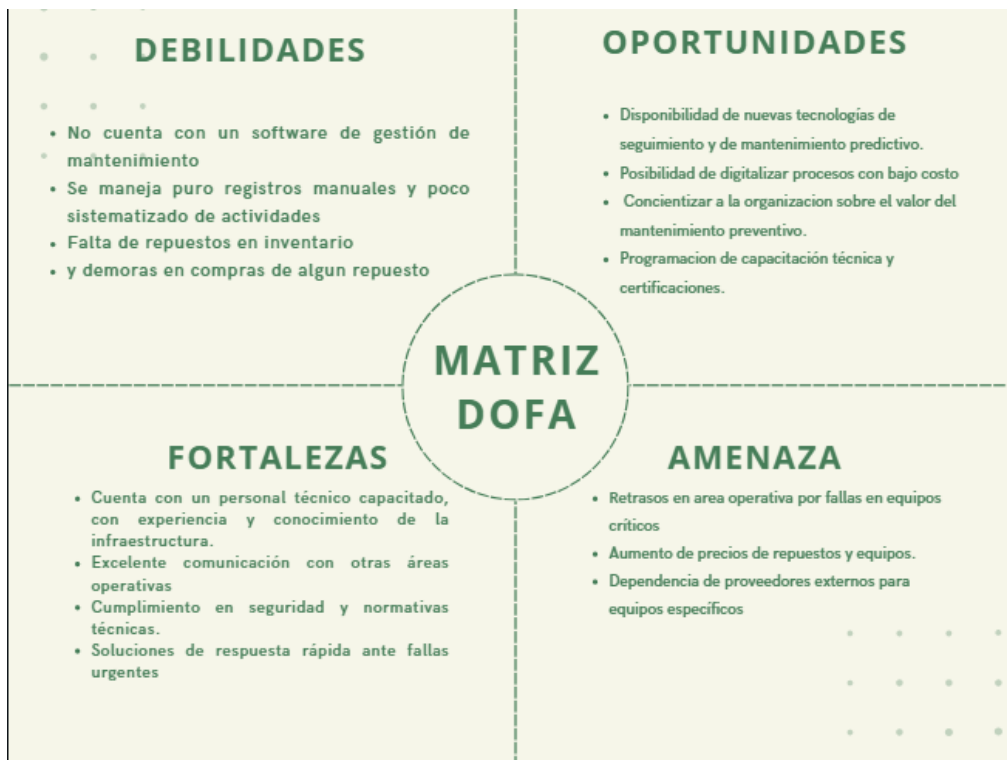 DEBILIDADES
• No cuenta con un software de gestión de
mantenimiento
• Se maneja puro registros manuales y poco
sistematizado de actividades
• Falta de repuestos en inventario
• y demoras en compras de algun repuesto
OPORTUNIDADES
• Disponibilidad de nuevas tecnologías de
seguimiento y de mantenimiento predictivo.
• Posibilidad de digitalizar procesos con bajo costo
• Concientizar a la organizacion sobre el valor del
mantenimiento preventivo.
• Programacion de capacitación técnica y
certificaciones.
MATRIZ
DOFA
FORTALEZAS
• Cuenta con un personal técnico capacitado,
con experiencia y conocimiento de la
infraestructura.
• Excelente comunicación con otras áreas
operativas
• Cumplimiento en seguridad y normativas
técnicas.
• Soluciones de respuesta rápida ante fallas
urgentes
AMENAZA
• Retrasos en area operativa por fallas en equipos
críticos
• Aumento de precios de repuestos y equipos.
• Dependencia de proveedores externos para
equipos específicos